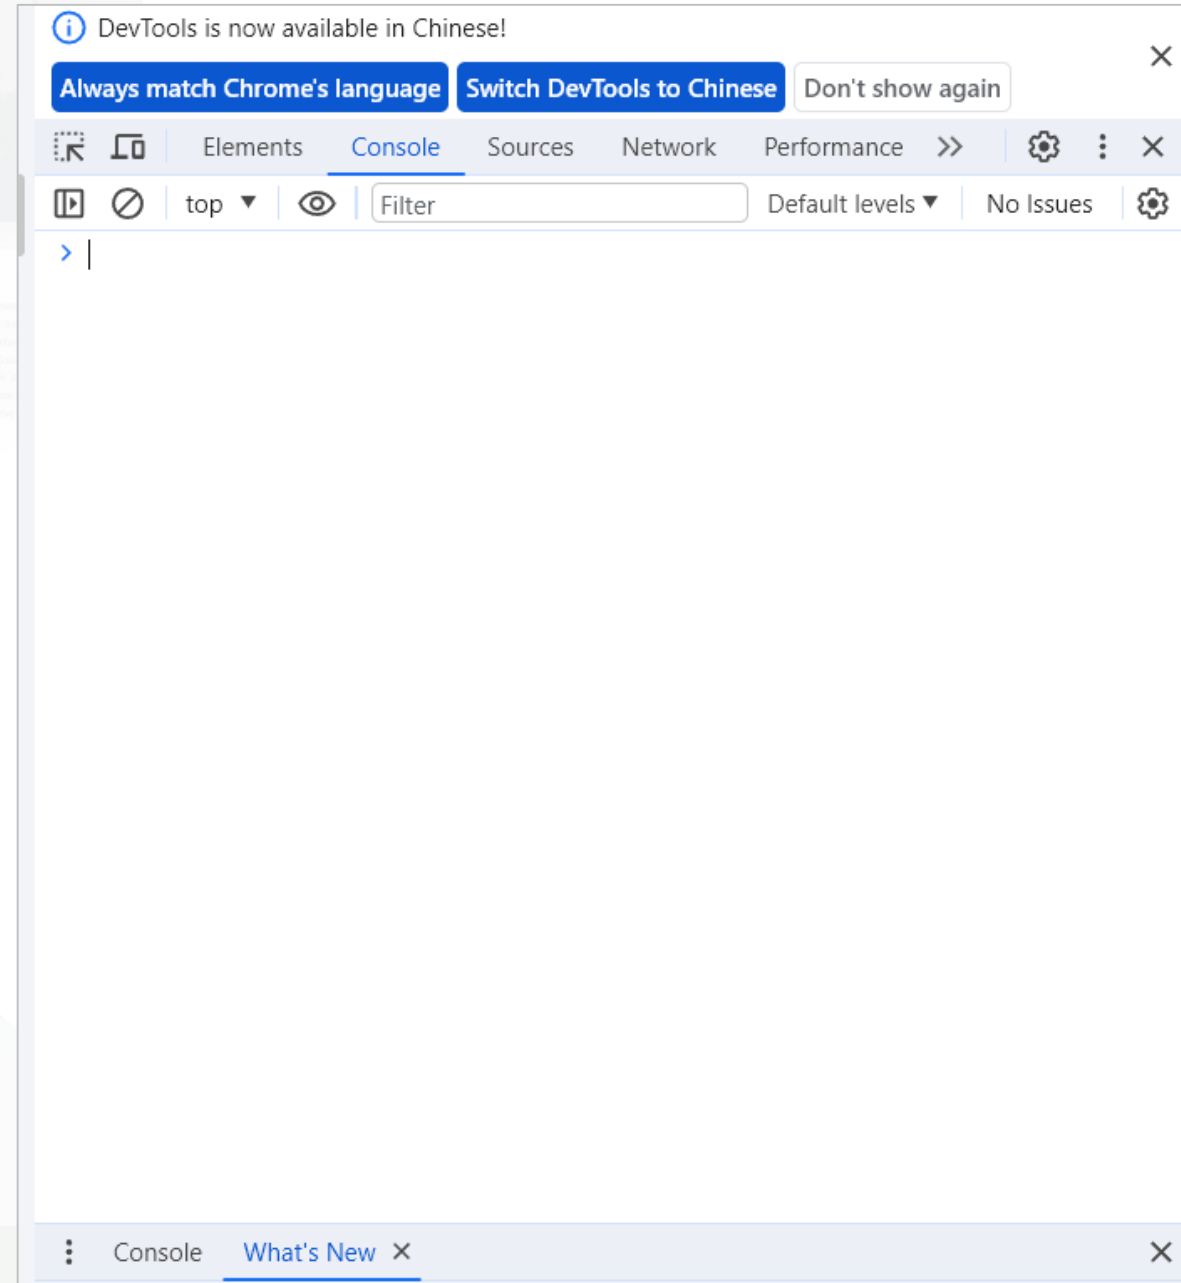 DevTools is now available in Chinese!
Always match Chrome's language Switch DevTools to Chinese Don't show again
Elements Console Sources Network Performance
top Filter Default levels No Issues
Console What's New